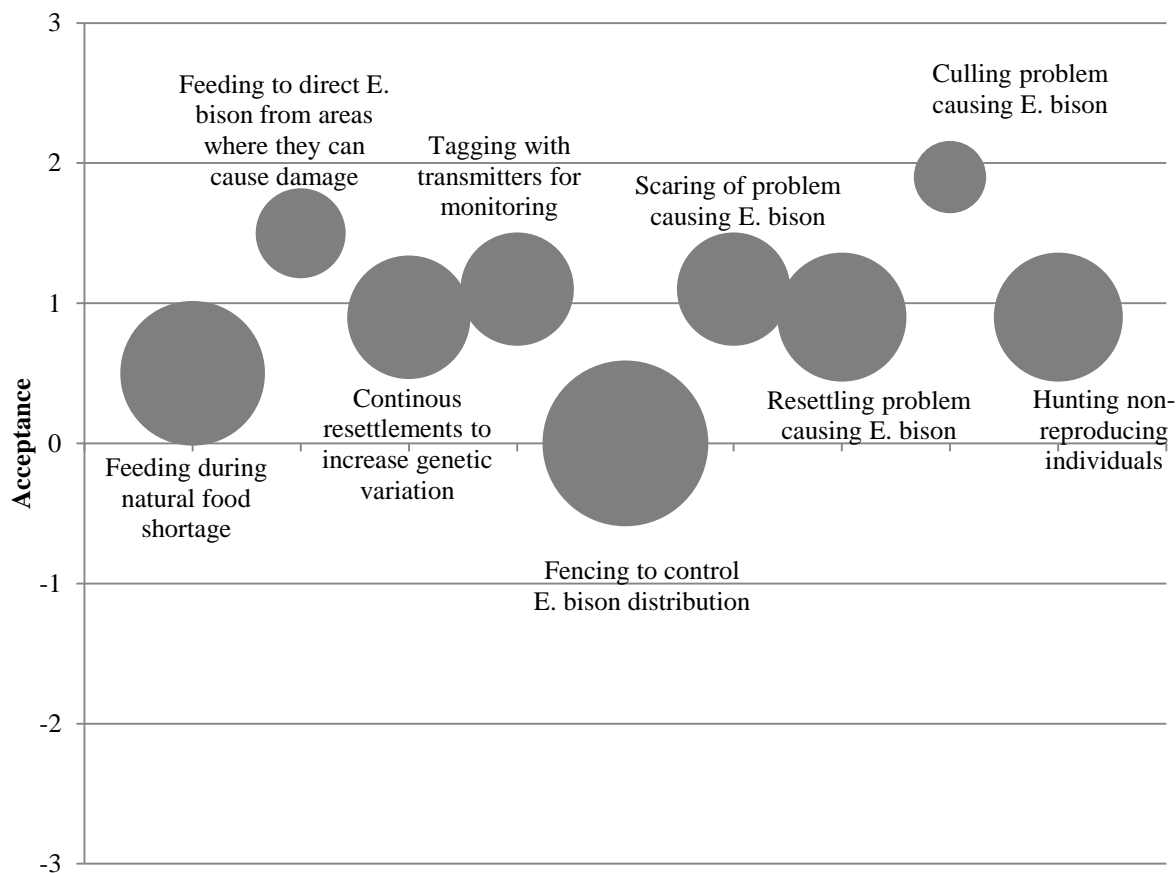 3
2
1
0
-1
-2
-3
Acceptance
Feeding during
natural food
shortage
Feeding to direct E.
bison from areas
where they can
cause damage
Continous
resettlements to
increase genetic
variation
Tagging with
transmitters for
monitoring
Fencing to control
E. bison distribution
Scaring of problem
causing E. bison
Resettling problem
causing E. bison
Culling problem
causing E. bison
Hunting non-
reproducing
individuals